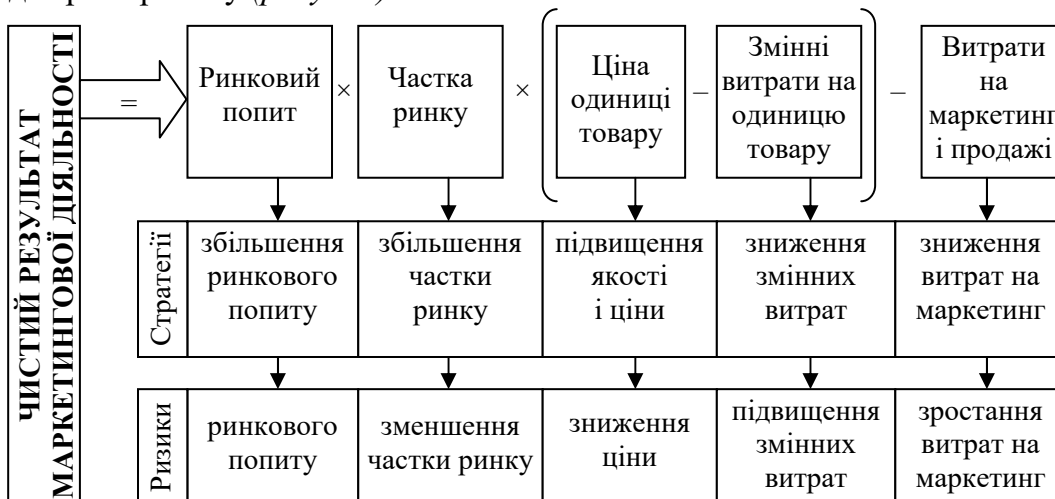 ЧИСТИЙ РЕЗУЛЬТАТ
МАРКЕТИНГОВОЇ ДІЯЛЬНОСТІ
=
Ринковий
попит
×
Частка
ринку
×
Ціна
одиниці
товару
–
Змінні
витрати на
одиницю
товару
–
Витрати
на
маркетинг
і продажі
Стратегії
збільшення
ринкового
попиту
збільшення
частки
ринку
підвищення
якості
і ціни
зниження
змінних
витрат
зниження
витрат на
маркетинг
Ризики
ринкового
попиту
зменшення
частки ринку
зниження
ціни
підвищення
змінних
витрат
зростання
витрат на
маркетинг